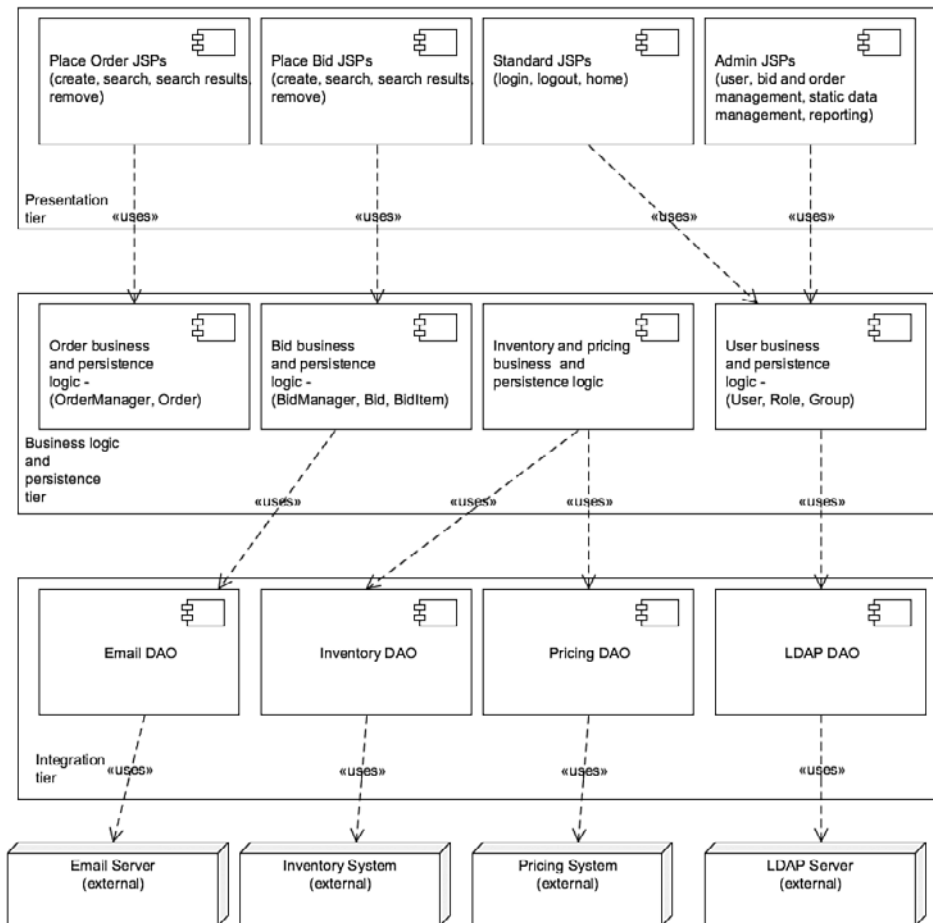 Place Order JSPs
(create, search, search results,
remove)
Place Bid JSPs
(create, search, search results,
remove)
Standard JSPs
(login, logout, home)
Admin JSPs
(user, bid and order
management, static data
management, reporting)
Presentation
tier
«uses»
«uses»
«uses»
«uses»
Order business
and persistence
logic -
(OrderManager, Order)
Bid business
and persistence
logic -
(BidManager, Bid, BidItem)
Inventory and pricing
business and
persistence logic
User business
and persistence
logic -
(User, Role, Group)
Business logic
and
persistence
tier
«uses»
«uses»
«uses»
«uses»
Email DAO
Inventory DAO
Pricing DAO
LDAP DAO
Integration
tier
«uses»
«uses»
«uses»
«uses»
Email Server
(external)
Inventory System
(external)
Pricing System
(external)
LDAP Server
(external)